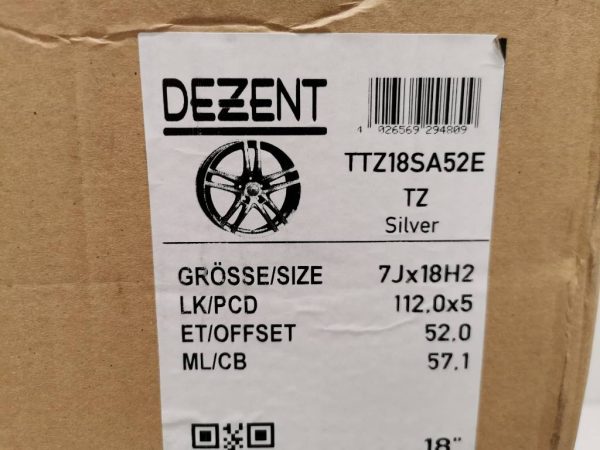 DEZENT
4 026569 294809
TTZ18SA52E
TZ
Silver
GRÖSSE/SIZE 7Jx18H2
LK/PCD 112.0x5
ET/OFFSET 52.0
ML/CB 57.1
18"